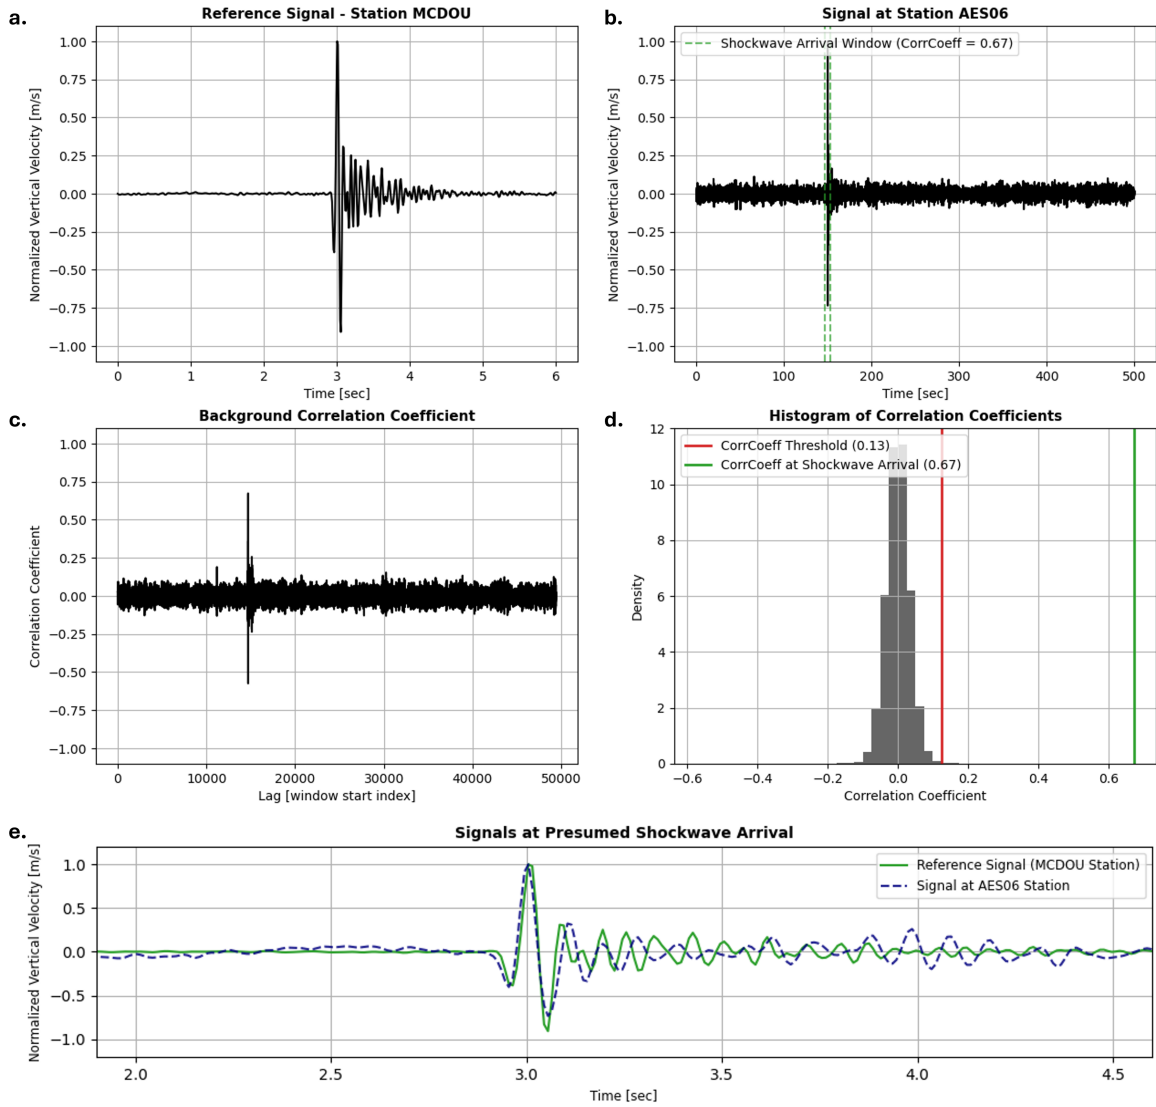 a.
Reference Signal - Station MCDOU
1.00
0.75
0.50
0.25
0.00
−0.25
−0.50
−0.75
−1.00
Normalized Vertical Velocity [m/s]
0 1 2 3 4 5 6
Time [sec]
b.
Signal at Station AES06
Shockwave Arrival Window (CorrCoeff = 0.67)
1.00
0.75
0.50
0.25
0.00
−0.25
−0.50
−0.75
−1.00
Normalized Vertical Velocity [m/s]
0 100 200 300 400 500
Time [sec]
c.
Background Correlation Coefficient
1.00
0.75
0.50
0.25
0.00
−0.25
−0.50
−0.75
−1.00
Correlation Coefficient
0 10000 20000 30000 40000 50000
Lag [window start index]
d.
Histogram of Correlation Coefficients
CorrCoeff Threshold (0.13)
CorrCoeff at Shockwave Arrival (0.67)
12
10
8
6
4
2
0
Density
−0.6 −0.4 −0.2 0.0 0.2 0.4 0.6
Correlation Coefficient
e.
Signals at Presumed Shockwave Arrival
Reference Signal (MCDOU Station)
Signal at AES06 Station
1.0
0.5
0.0
−0.5
−1.0
Normalized Vertical Velocity [m/s]
2.0 2.5 3.0 3.5 4.0 4.5
Time [sec]